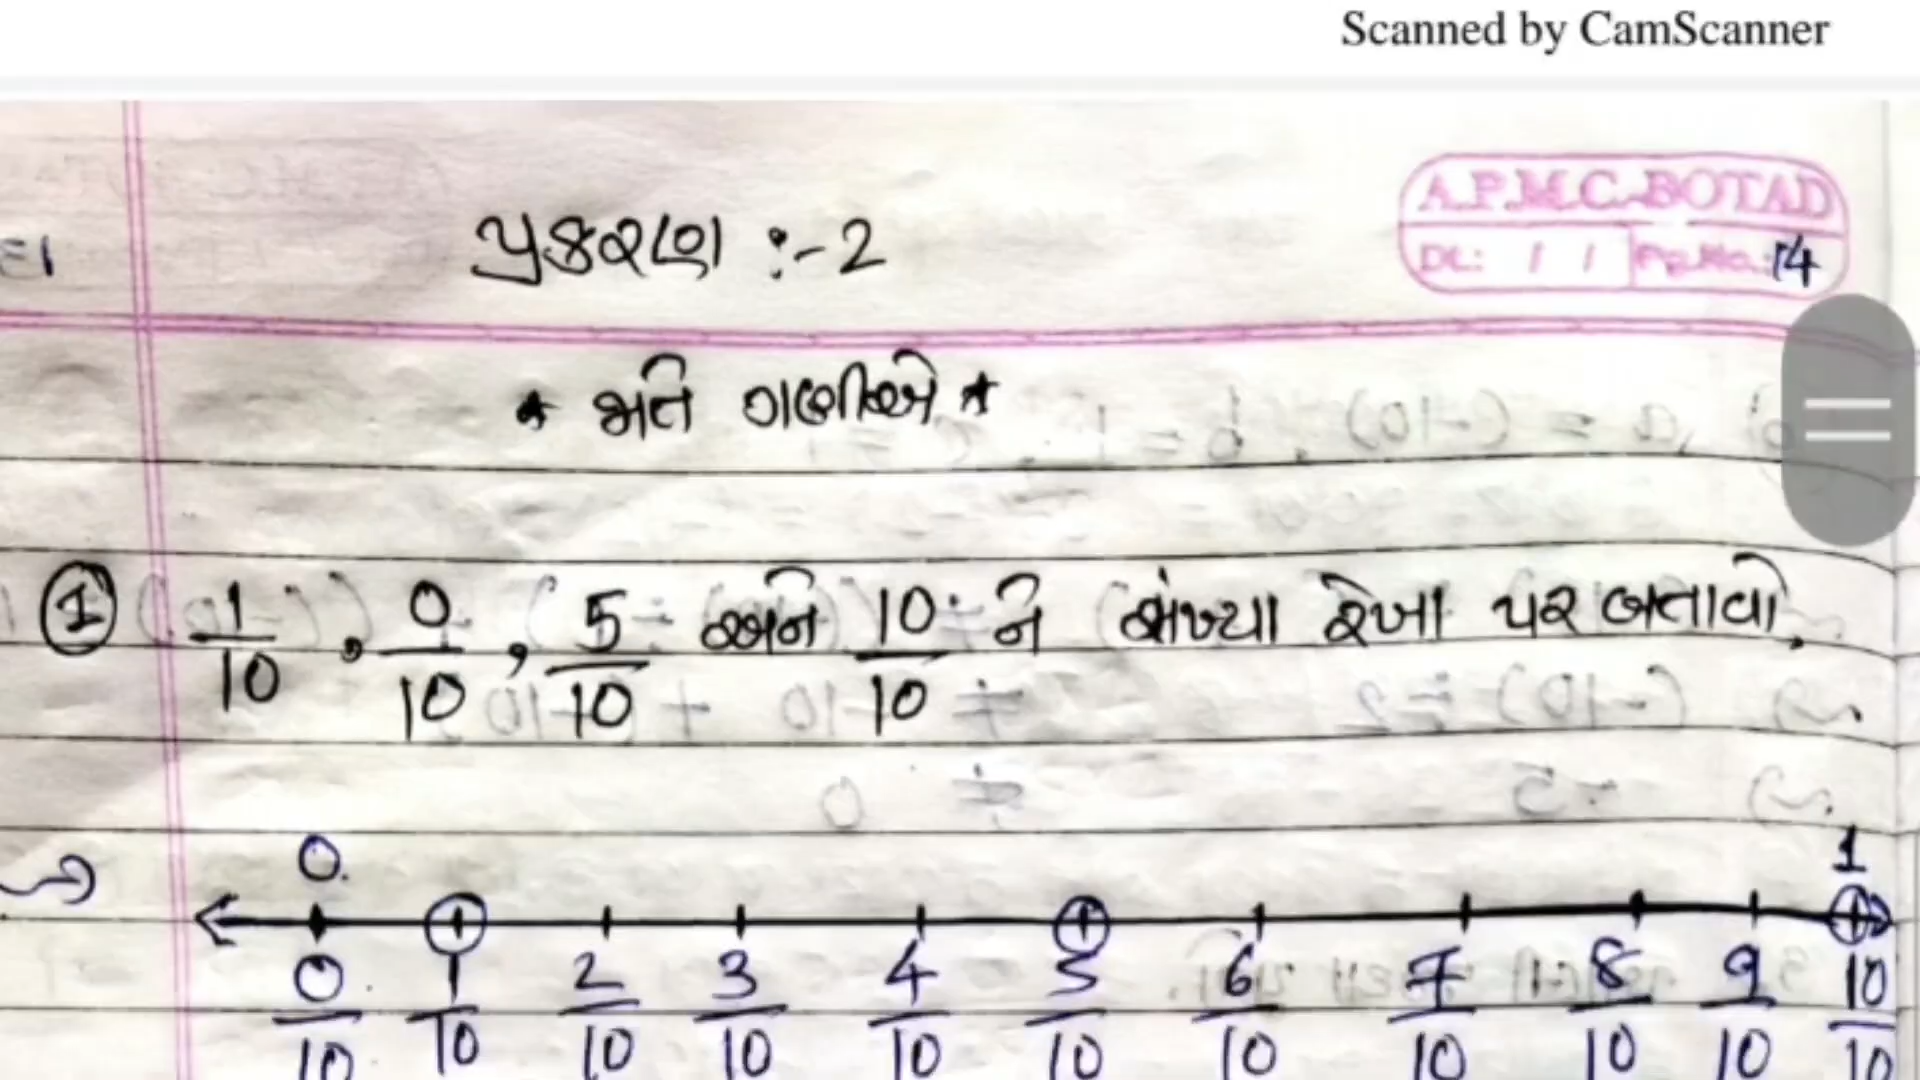 Scanned by CamScanner
A.P.M.C. BOTAD
Dt: / / Pg.No.: 14
પ્રકરણ :- 2
* જાતે ગણીએ *
① 1/10 , 0/10 , 5/10 અને 10/10 ને સંખ્યા રેખા પર બતાવો.
0. 1
0/10 1/10 2/10 3/10 4/10 5/10 6/10 7/10 8/10 9/10 10/10